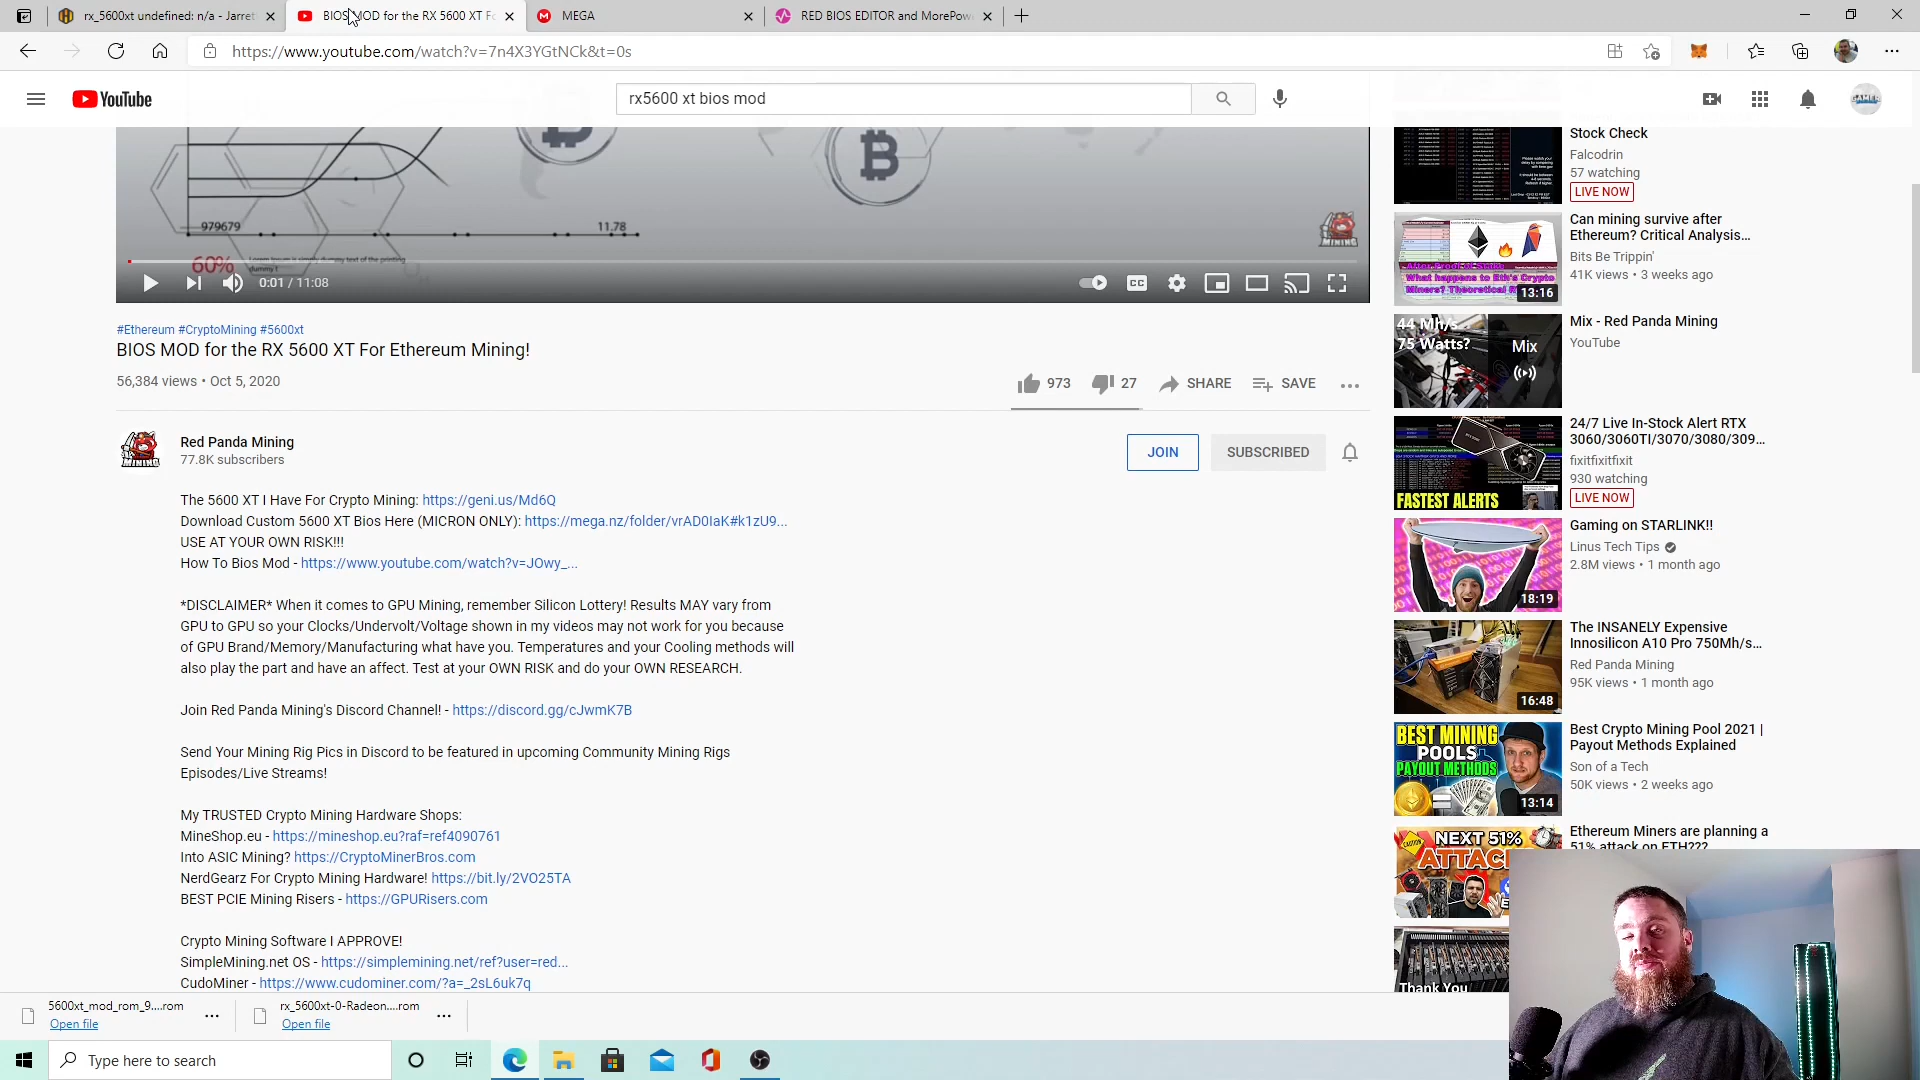 rx_5600xt undefined: n/a - Jarret
BIOS MOD for the RX 5600 XT Fo
MEGA
RED BIOS EDITOR and MorePow
https://www.youtube.com/watch?v=7n4X3YGtNCk&t=0s
YouTube
rx5600 xt bios mod
979679
11.78
60%
MINING
0:01 / 11:08
CC
#Ethereum #CryptoMining #5600xt
BIOS MOD for the RX 5600 XT For Ethereum Mining!
56,384 views • Oct 5, 2020
973
27
SHARE
SAVE
MINING
Red Panda Mining
77.8K subscribers
JOIN
SUBSCRIBED
The 5600 XT I Have For Crypto Mining: https://geni.us/Md6Q
Download Custom 5600 XT Bios Here (MICRON ONLY): https://mega.nz/folder/vrAD0IaK#k1zU9...
USE AT YOUR OWN RISK!!!
How To Bios Mod - https://www.youtube.com/watch?v=JOwy_...
*DISCLAIMER* When it comes to GPU Mining, remember Silicon Lottery! Results MAY vary from
GPU to GPU so your Clocks/Undervolt/Voltage shown in my videos may not work for you because
of GPU Brand/Memory/Manufacturing what have you. Temperatures and your Cooling methods will
also play the part and have an affect. Test at your OWN RISK and do your OWN RESEARCH.
Join Red Panda Mining's Discord Channel! - https://discord.gg/cJwmK7B
Send Your Mining Rig Pics in Discord to be featured in upcoming Community Mining Rigs
Episodes/Live Streams!
My TRUSTED Crypto Mining Hardware Shops:
MineShop.eu - https://mineshop.eu?raf=ref4090761
Into ASIC Mining? https://CryptoMinerBros.com
NerdGearz For Crypto Mining Hardware! https://bit.ly/2VO25TA
BEST PCIE Mining Risers - https://GPURisers.com
Crypto Mining Software I APPROVE!
SimpleMining.net OS - https://simplemining.net/ref?user=red...
CudoMiner - https://www.cudominer.com/?a=_2sL6uk7q
Stock Check
Falcodrin
57 watching
LIVE NOW
Can mining survive after
Ethereum? Critical Analysis...
Bits Be Trippin'
41K views • 3 weeks ago
What happens to Eth's Crypto
13:16
44 Mh/s
75 Watts?
Mix
Mix - Red Panda Mining
YouTube
FASTEST ALERTS
24/7 Live In-Stock Alert RTX
3060/3060TI/3070/3080/309...
fixitfixitfixit
930 watching
LIVE NOW
18:19
Gaming on STARLINK!!
Linus Tech Tips
2.8M views • 1 month ago
16:48
The INSANELY Expensive
Innosilicon A10 Pro 750Mh/s...
Red Panda Mining
95K views • 1 month ago
BEST MINING
POOLS
PAYOUT METHODS
13:14
Best Crypto Mining Pool 2021 |
Payout Methods Explained
Son of a Tech
50K views • 2 weeks ago
NEXT 51%
Ethereum Miners are planning a
51% attack on ETH???
Thank You
5600xt_mod_rom_9....rom
Open file
rx_5600xt-0-Radeon....rom
Open file
Type here to search